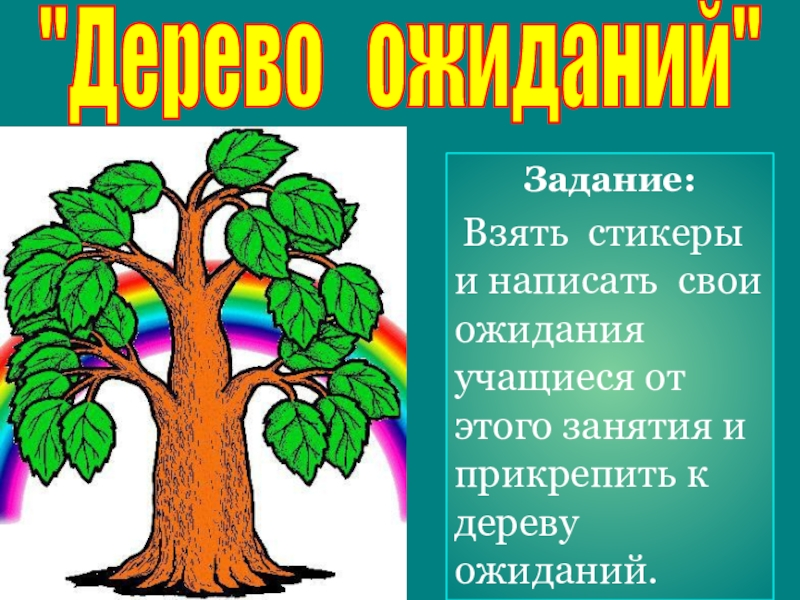 "Дерево ожиданий"
Задание:
Взять стикеры
и написать свои
ожидания
учащиеся от
этого занятия и
прикрепить к
дереву
ожиданий.